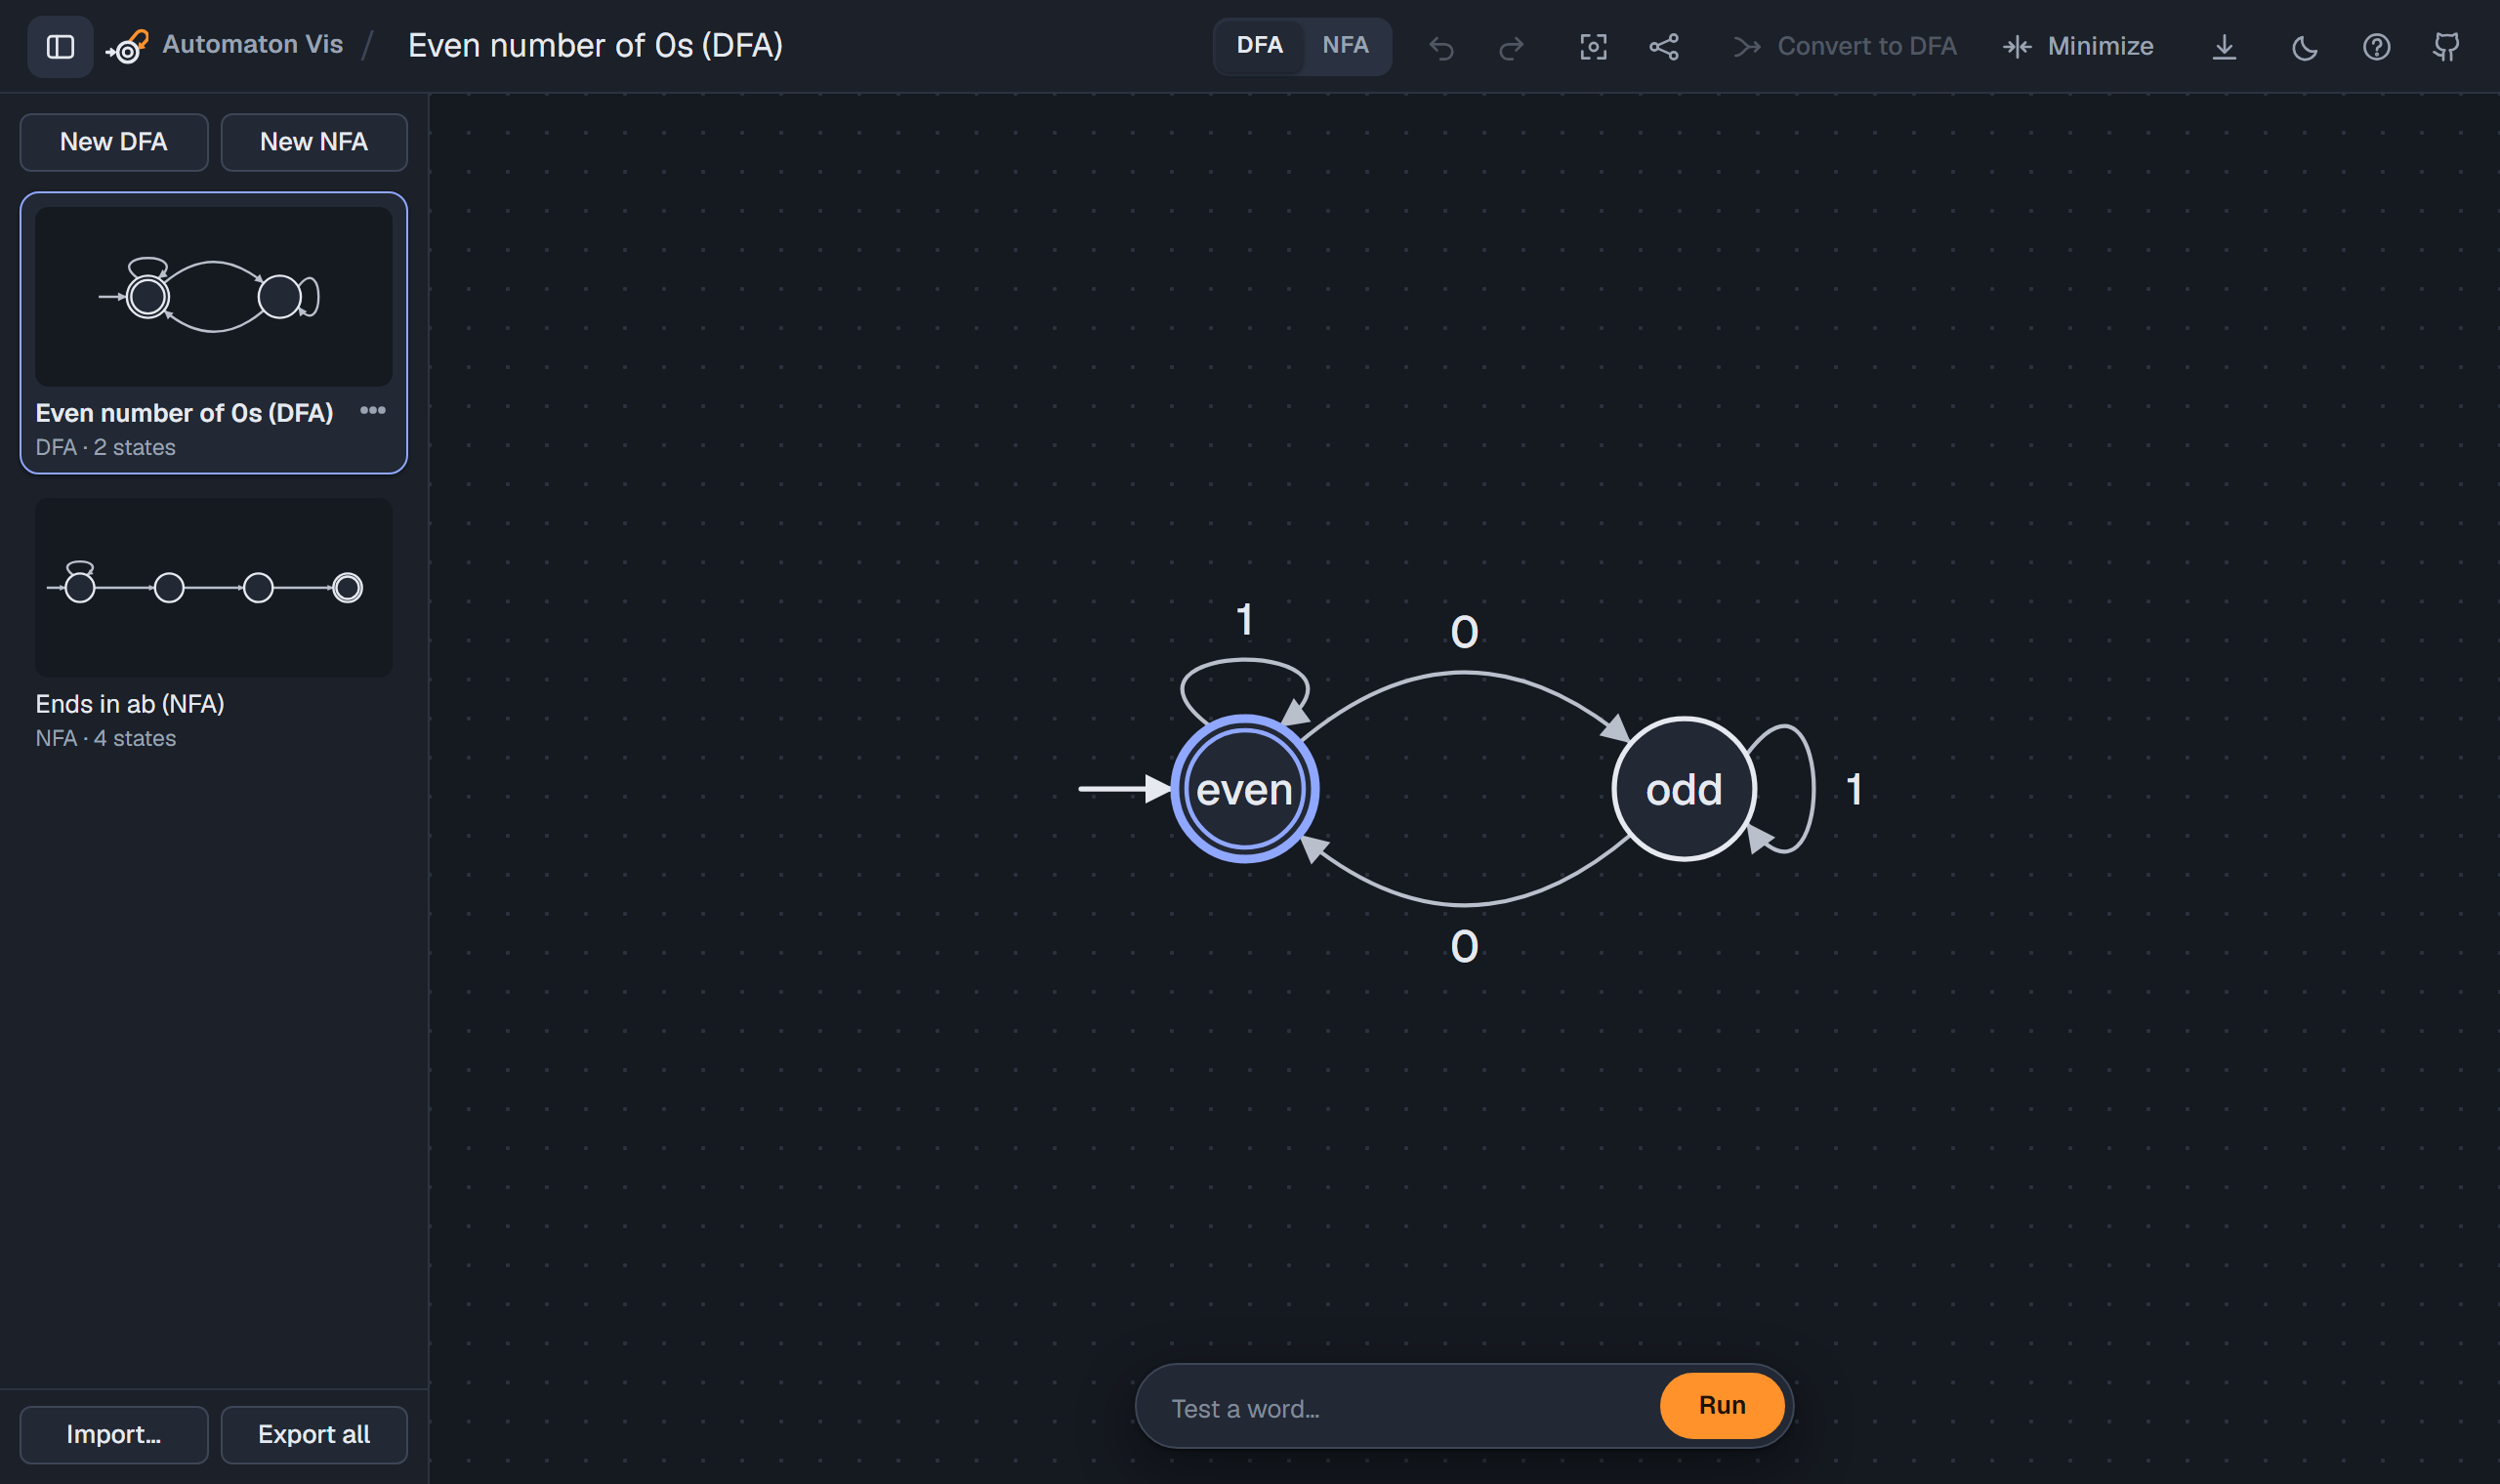 Automaton Vis / Even number of 0s (DFA)
DFA NFA
Convert to DFA
Minimize
New DFA
New NFA
Even number of 0s (DFA)
DFA · 2 states
Ends in ab (NFA)
NFA · 4 states
Import...
Export all
1
0
even
odd
1
0
Test a word...
Run